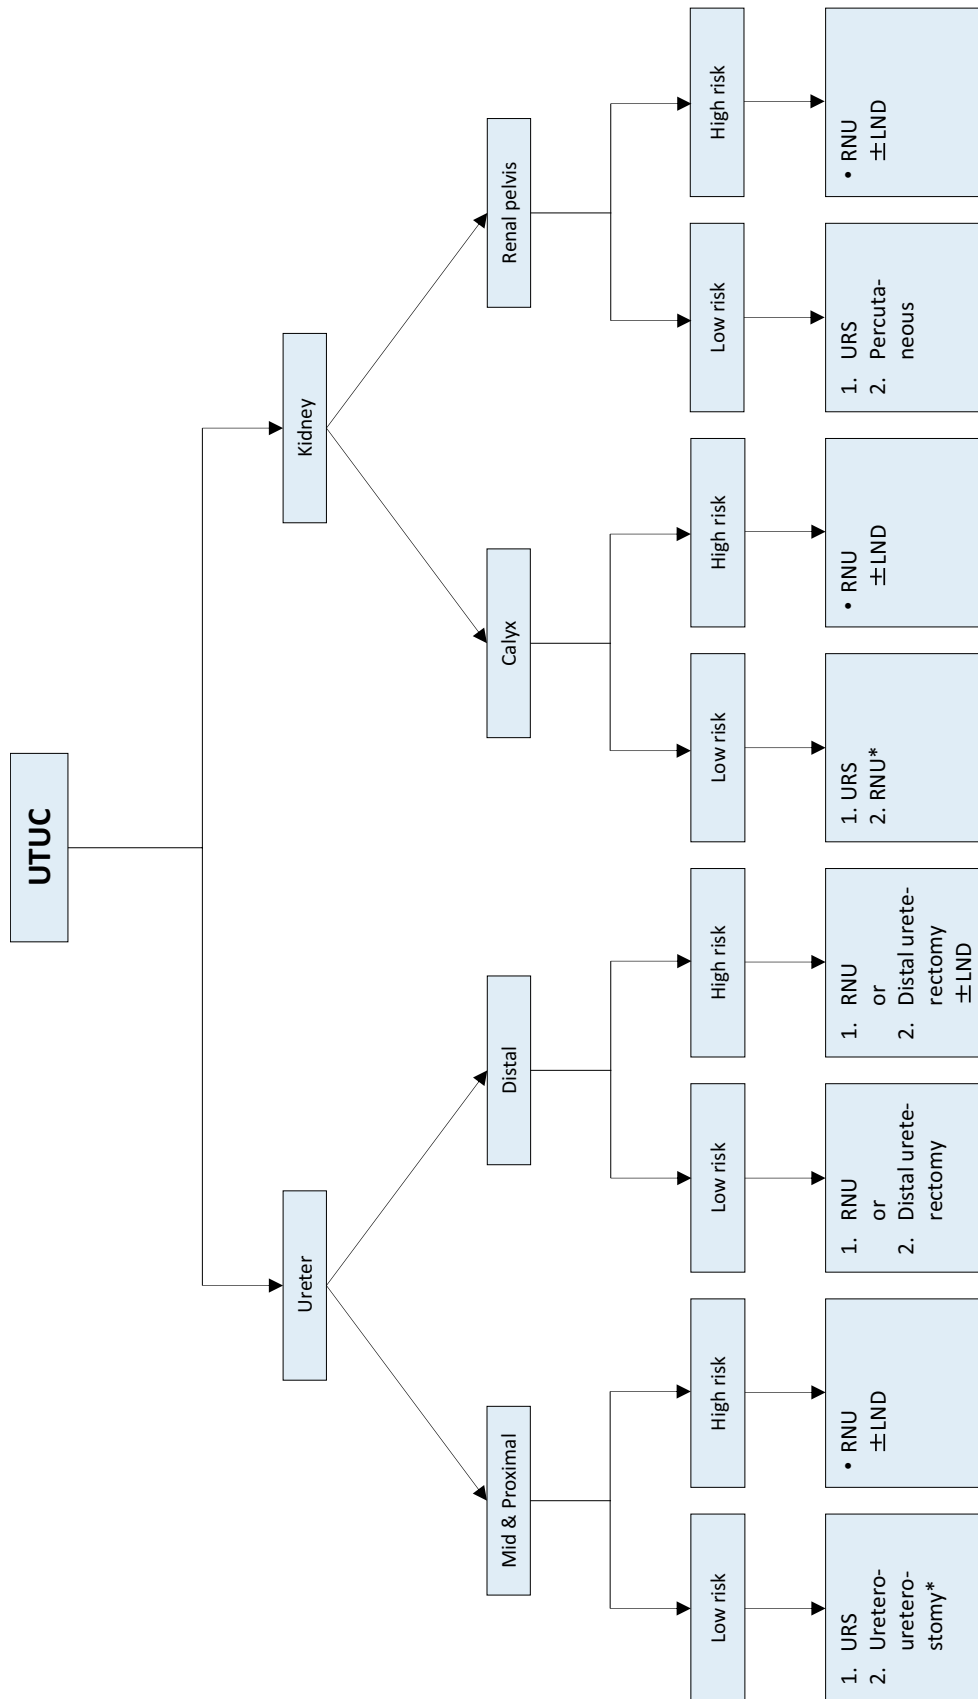 UTUC
Ureter
Kidney
Mid & Proximal
Distal
Calyx
Renal pelvis
Low risk
High risk
Low risk
High risk
Low risk
High risk
Low risk
High risk
1. URS
2. Uretero-
uretero-
stomy*
• RNU
±LND
1. RNU
or
2. Distal urete-
rectomy
1. RNU
or
2. Distal urete-
rectomy
±LND
1. URS
2. RNU*
• RNU
±LND
1. URS
2. Percuta-
neous
• RNU
±LND